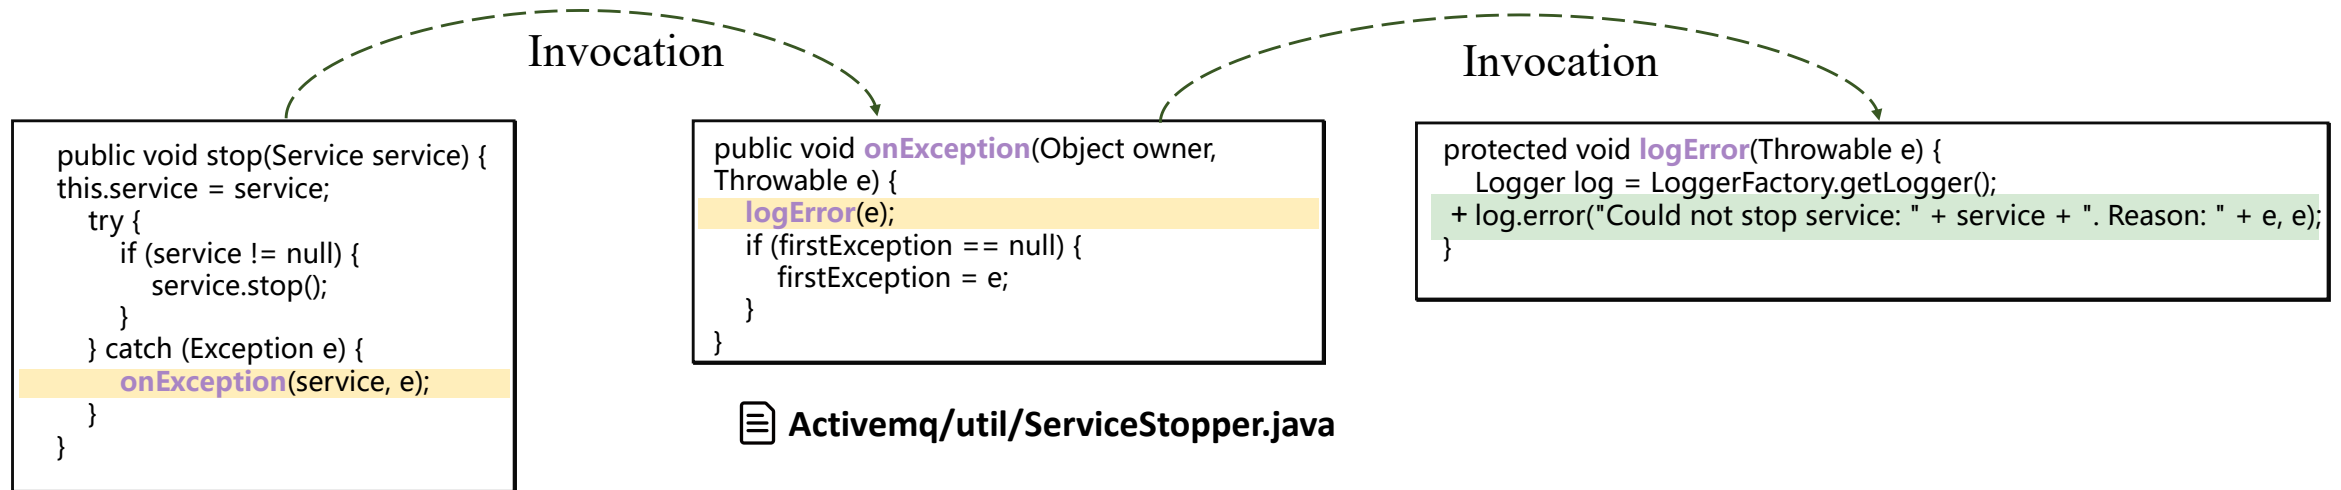 Invocation
Invocation
public void stop(Service service) {
this.service = service;
try {
if (service != null) {
service.stop();
}
} catch (Exception e) {
onException(service, e);
}
}
public void onException(Object owner,
Throwable e) {
logError(e);
if (firstException == null) {
firstException = e;
}
}
protected void logError(Throwable e) {
Logger log = LoggerFactory.getLogger();
+ log.error("Could not stop service: " + service + ". Reason: " + e, e);
}
Activemq/util/ServiceStopper.java